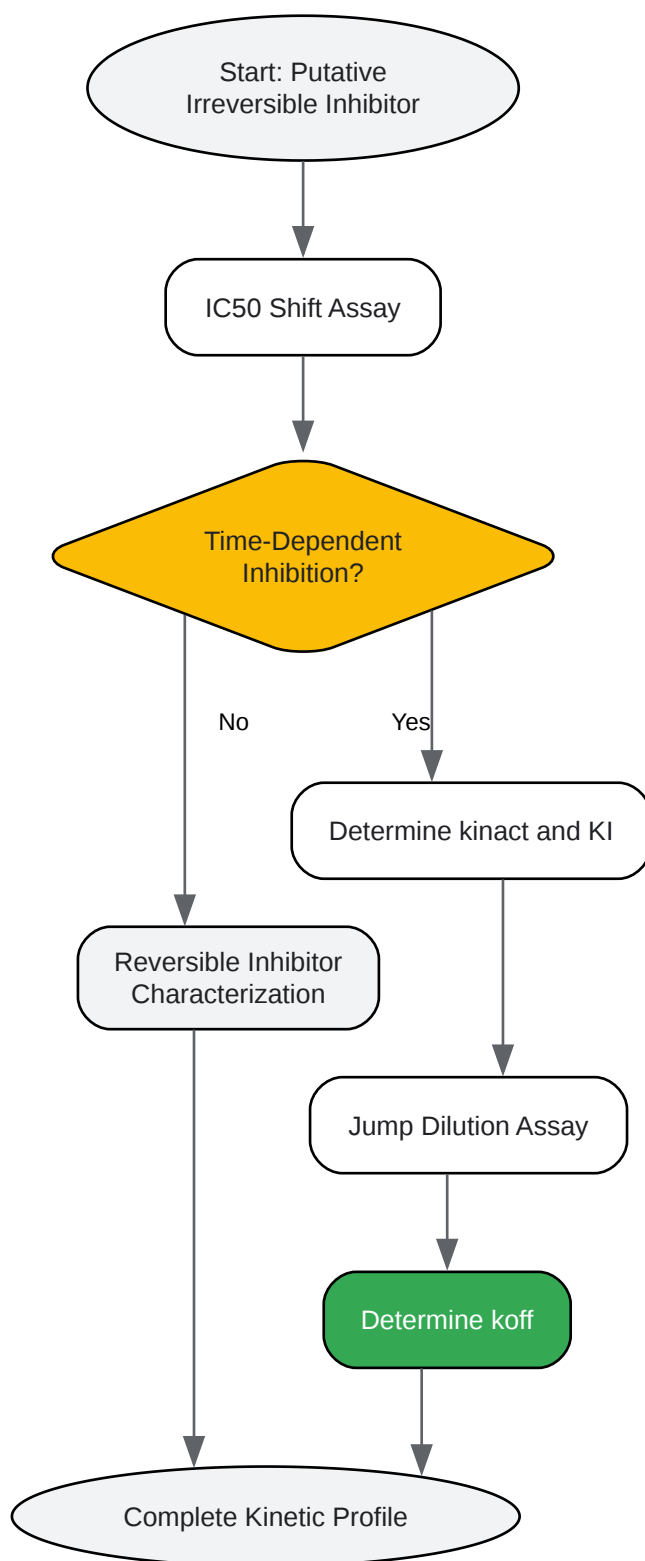 Start: Putative
Irreversible Inhibitor
IC50 Shift Assay
Time-Dependent
Inhibition?
No
Yes
Determine kinact and KI
Reversible Inhibitor
Characterization
Jump Dilution Assay
Determine koff
Complete Kinetic Profile